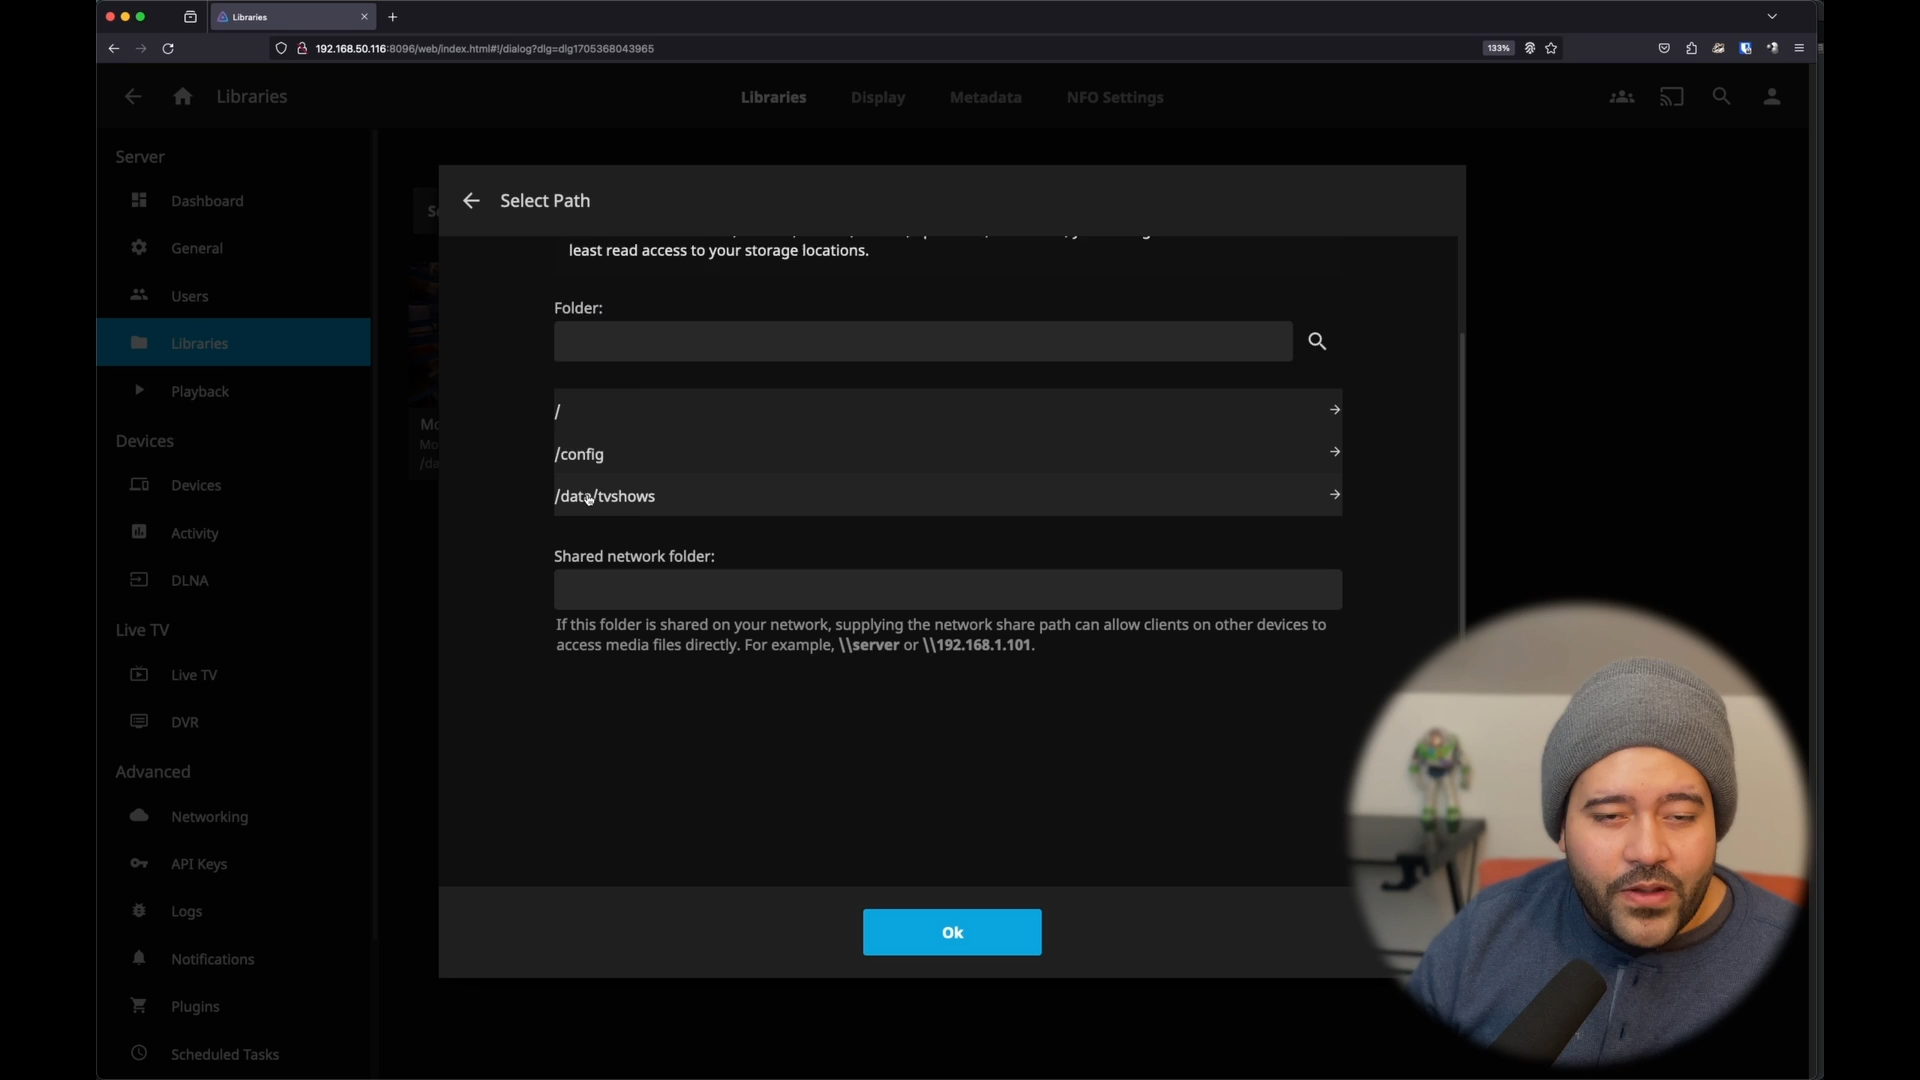 Libraries
192.168.50.116:8096/web/index.html#!/dialog?dlg=dlg1705368043965
133%
Libraries
Libraries
Display
Metadata
NFO Settings
Server
Dashboard
General
Users
Libraries
Playback
Devices
Devices
Activity
DLNA
Live TV
Live TV
DVR
Advanced
Networking
API Keys
Logs
Notifications
Plugins
Scheduled Tasks
Select Path
least read access to your storage locations.
Folder:
/
/config
/data/tvshows
Shared network folder:
If this folder is shared on your network, supplying the network share path can allow clients on other devices to
access media files directly. For example, \\server or \\192.168.1.101.
Ok